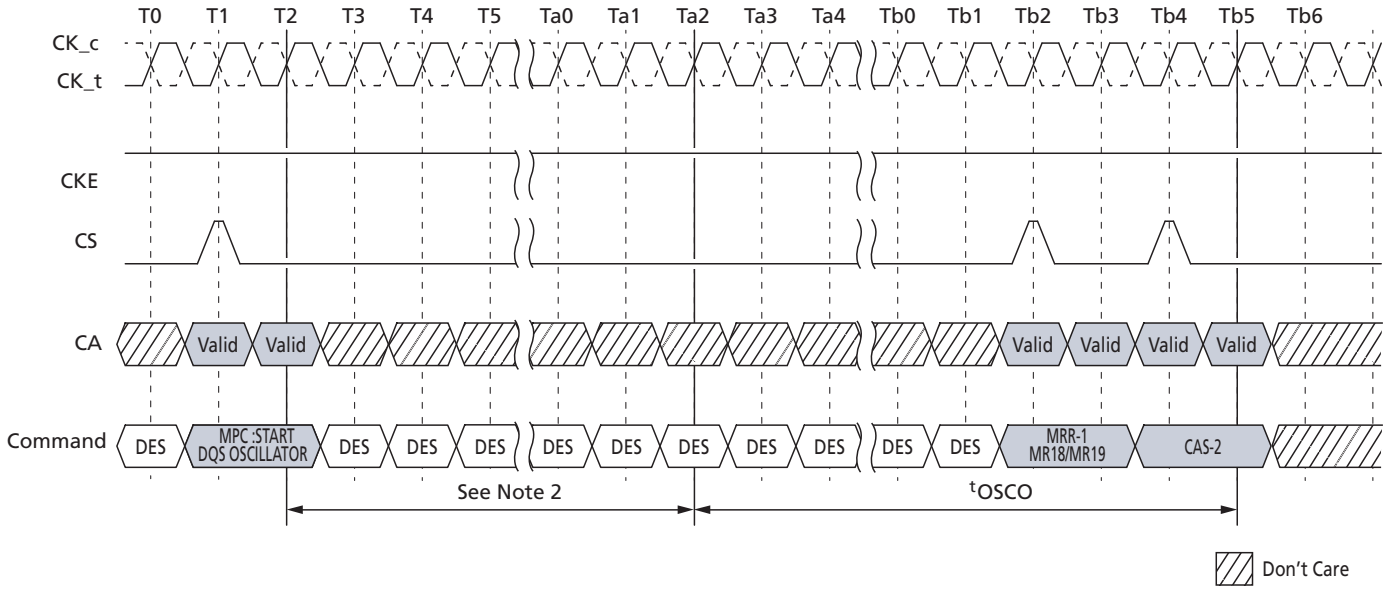 T0 T1 T2 T3 T4 T5 Ta0 Ta1 Ta2 Ta3 Ta4 Tb0 Tb1 Tb2 Tb3 Tb4 Tb5 Tb6
CK_c
CK_t
CKE
CS
CA Valid Valid Valid Valid Valid Valid
Command DES MPC :START DES DES DES DES DES DES DES DES DES DES MRR-1 CAS-2
DQS OSCILLATOR MR18/MR19
See Note 2 tOSCO
Don't Care